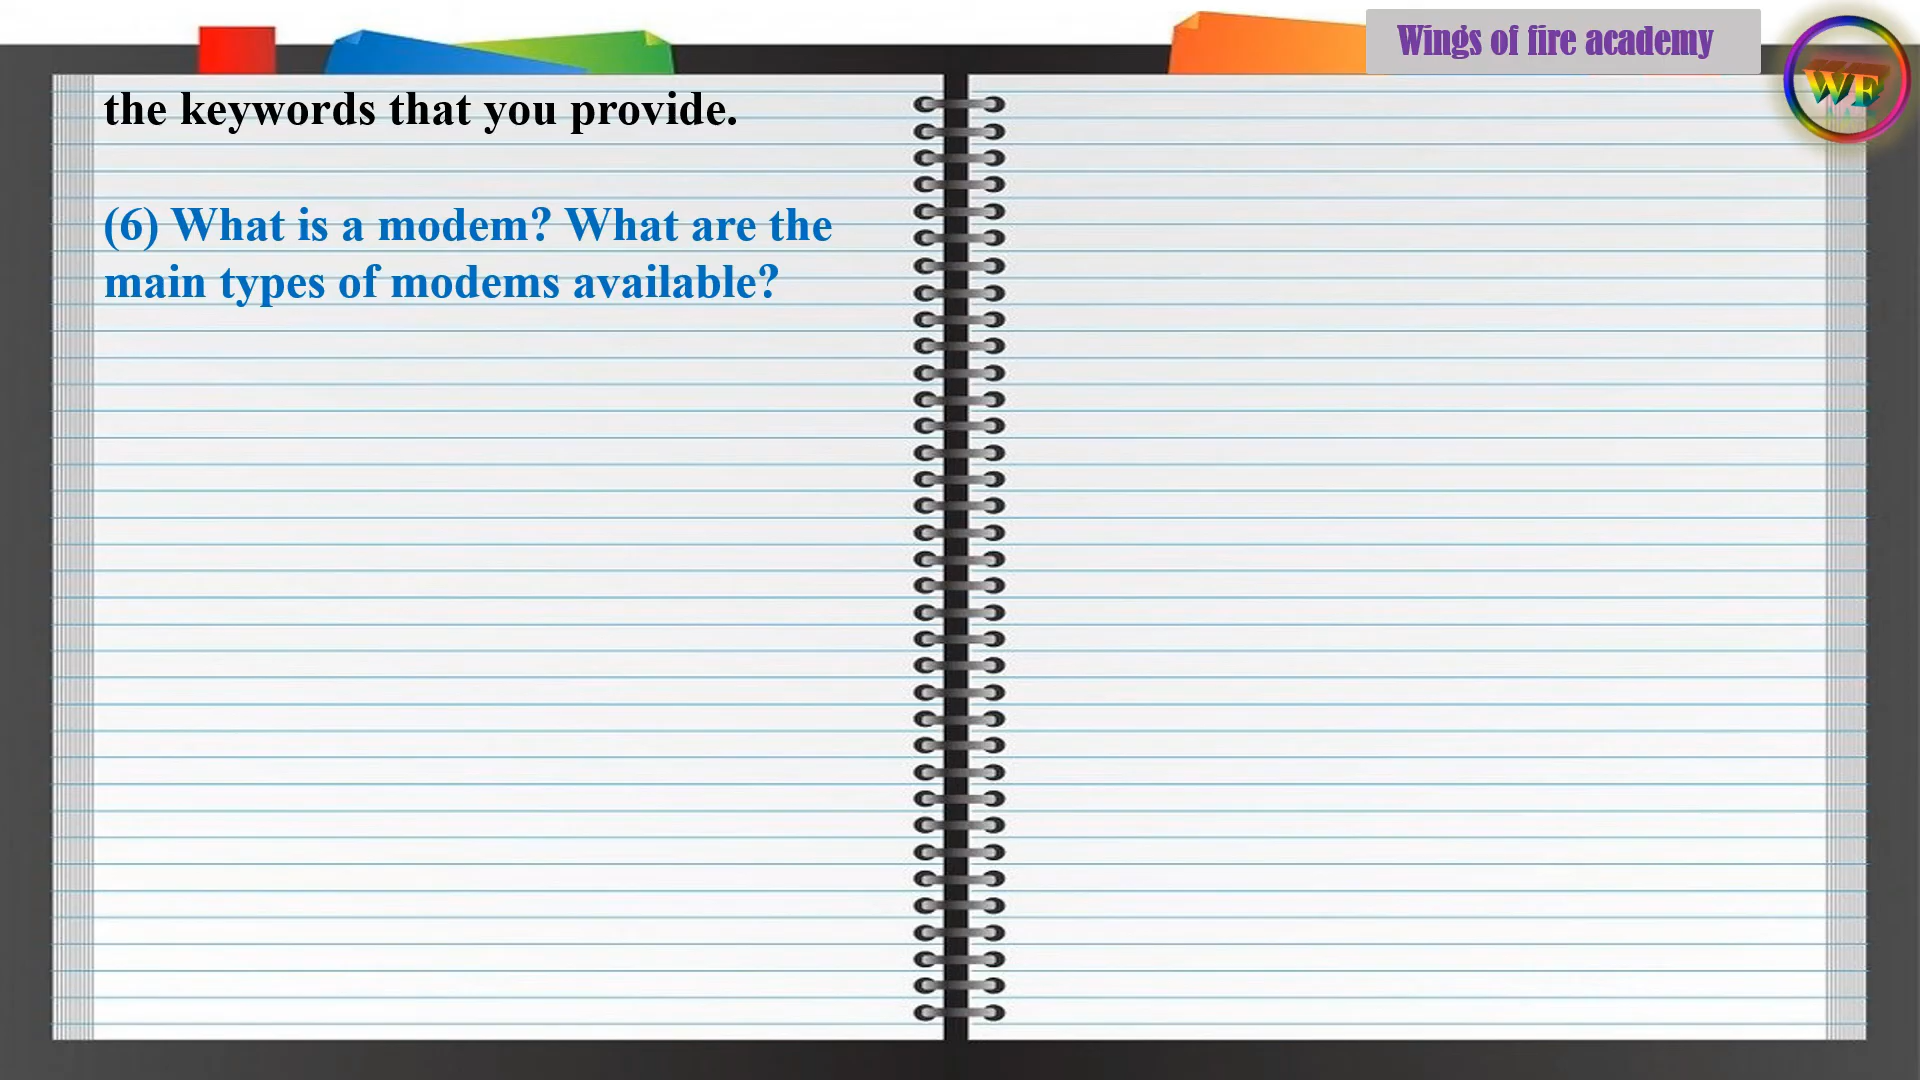 Wings of fire academy
WF
the keywords that you provide.
(6) What is a modem? What are the
main types of modems available?